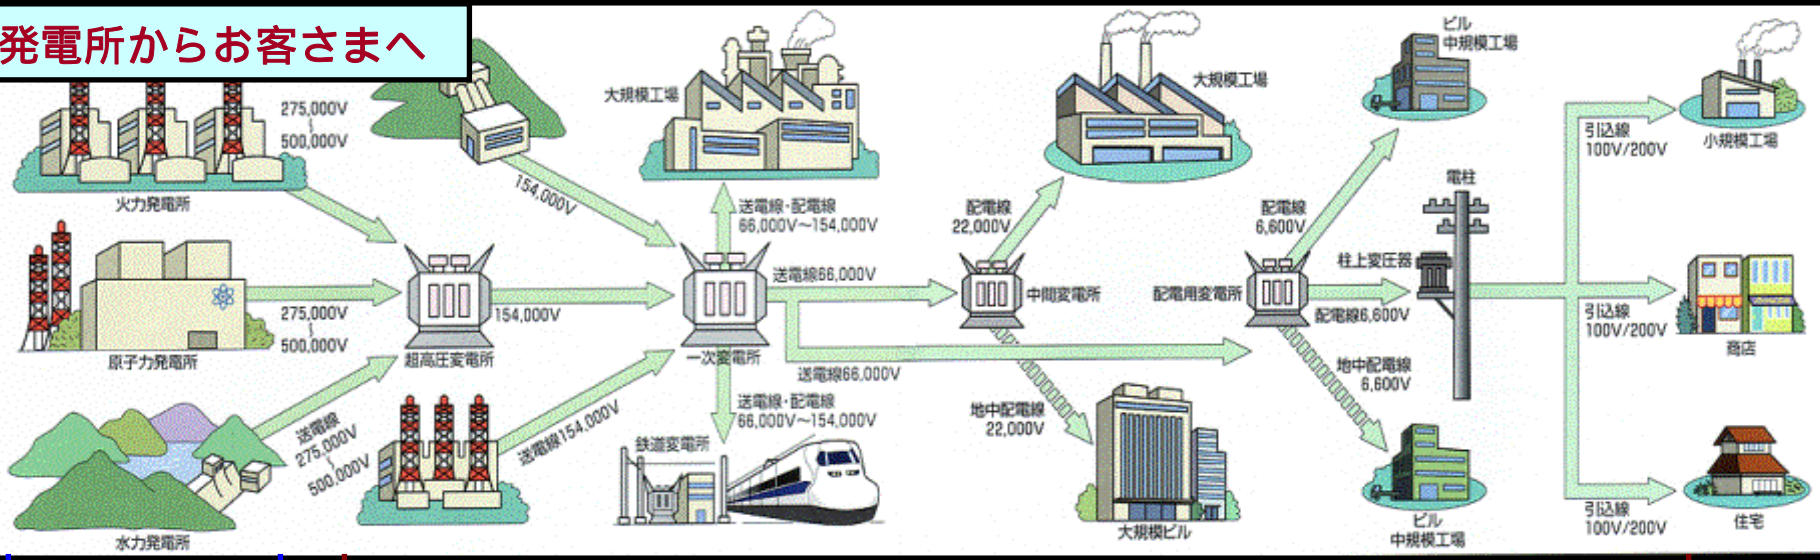 発電所からお客さまへ
275,000V
~
500,000V
火力発電所
275,000V
~
500,000V
原子力発電所
送電線
275,000V
~
500,000V
水力発電所
154,000V
超高圧変電所
154,000V
送電線154,000V
大規模工場
送電線・配電線
66,000V〜154,000V
一次変電所
送電線66,000V
送電線66,000V
送電線・配電線
66,000V〜154,000V
鉄道変電所
大規模工場
配電線
22,000V
中間変電所
地中配電線
22,000V
大規模ビル
ビル
中規模工場
配電線
6,600V
配電用変電所
柱上変圧器
配電線6,600V
電柱
地中配電線
6,600V
ビル
中規模工場
引込線
100V/200V
小規模工場
引込線
100V/200V
商店
引込線
100V/200V
住宅